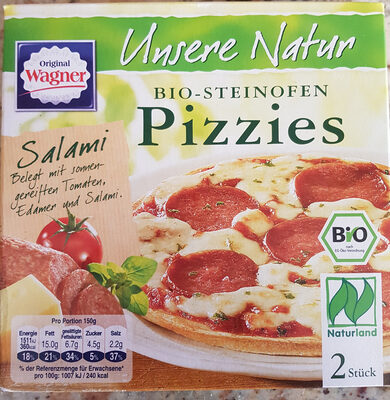 Original
Wagner
Unsere Natur
BIO-STEINOFEN
Pizzies
Salami
Belegt mit sonnen-
gereiften Tomaten,
Edamer und Salami.
BiO
nach
EG-Öko-Verordnung
Naturland
2 Stück
Pro Portion 150g
Energie Fett gesättigte Fettsäuren Zucker Salz
1511kJ
360kcal 15.0g 6.7g 4.5g 2.2g
18% 21% 34% 5% 37%
% der Referenzmenge für Erwachsene*
pro 100g: 1007 kJ / 240 kcal